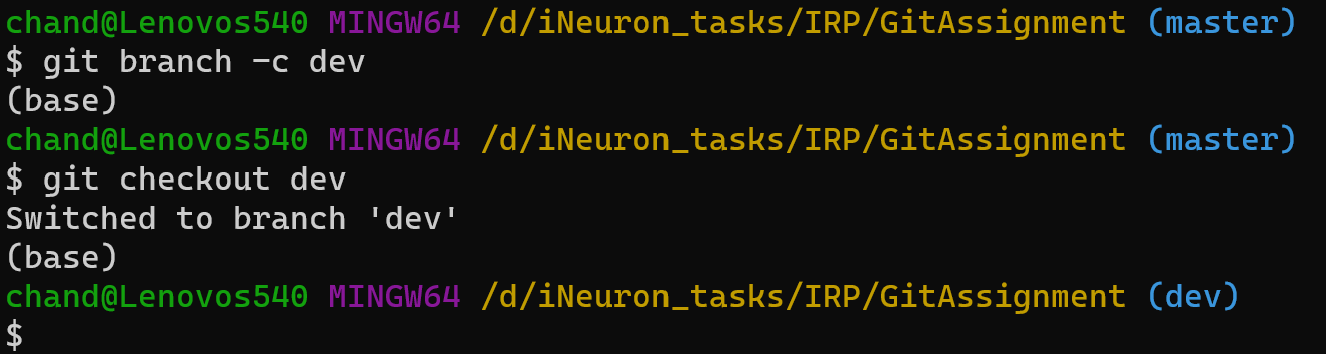 chand@Lenovos540 MINGW64 /d/iNeuron_tasks/IRP/GitAssignment (master)
$ git branch -c dev
(base)
chand@Lenovos540 MINGW64 /d/iNeuron_tasks/IRP/GitAssignment (master)
$ git checkout dev
Switched to branch 'dev'
(base)
chand@Lenovos540 MINGW64 /d/iNeuron_tasks/IRP/GitAssignment (dev)
$